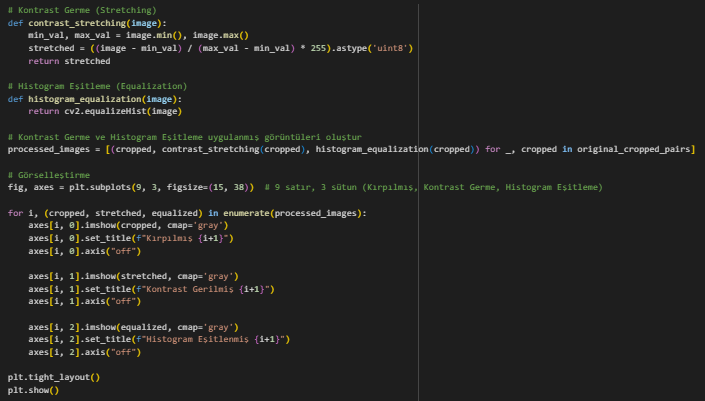 # Kontrast Germe (Stretching)
def contrast_stretching(image):
    min_val, max_val = image.min(), image.max()
    stretched = ((image - min_val) / (max_val - min_val) * 255).astype('uint8')
    return stretched

# Histogram Eşitleme (Equalization)
def histogram_equalization(image):
    return cv2.equalizeHist(image)

# Kontrast Germe ve Histogram Eşitleme uygulanmış görüntüleri oluştur
processed_images = [(cropped, contrast_stretching(cropped), histogram_equalization(cropped)) for _, cropped in original_cropped_pairs]

# Görselleştirme
fig, axes = plt.subplots(9, 3, figsize=(15, 38))  # 9 satır, 3 sütun (Kırpılmış, Kontrast Germe, Histogram Eşitleme)

for i, (cropped, stretched, equalized) in enumerate(processed_images):
    axes[i, 0].imshow(cropped, cmap='gray')
    axes[i, 0].set_title(f"Kırpılmış {i+1}")
    axes[i, 0].axis("off")

    axes[i, 1].imshow(stretched, cmap='gray')
    axes[i, 1].set_title(f"Kontrast Gerilmiş {i+1}")
    axes[i, 1].axis("off")

    axes[i, 2].imshow(equalized, cmap='gray')
    axes[i, 2].set_title(f"Histogram Eşitlenmiş {i+1}")
    axes[i, 2].axis("off")

plt.tight_layout()
plt.show()